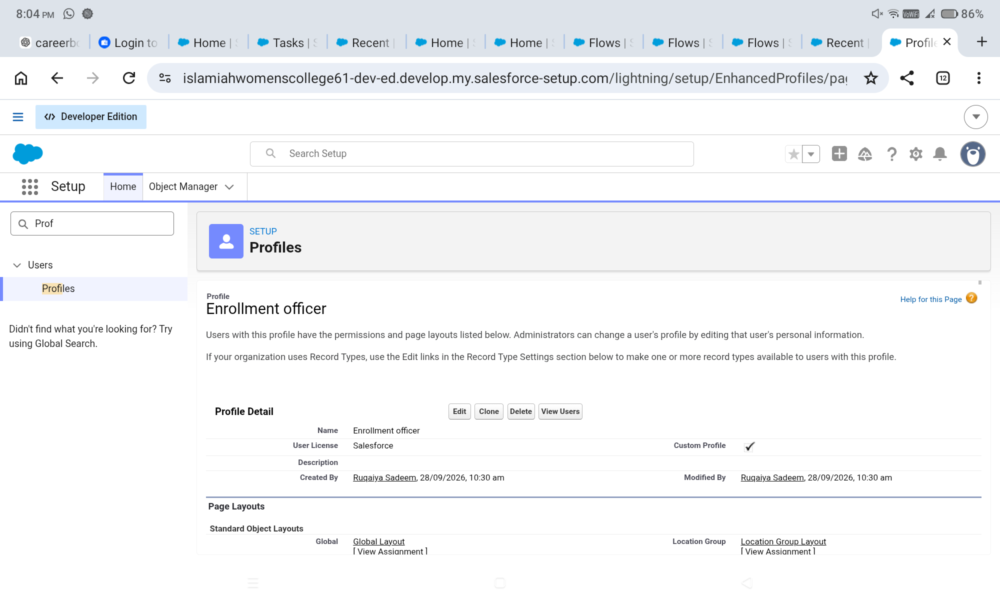 8:04 PM VoWiFi 86%
careerbo Login to Home | S Tasks | S Recent | Home | S Home | S Flows | S Flows | S Flows | S Recent | Profile
islamiahwomenscollege61-dev-ed.develop.my.salesforce-setup.com/lightning/setup/EnhancedProfiles/pag 12
Developer Edition
Search Setup
Setup Home Object Manager
Prof
Users
Profiles
Didn't find what you're looking for? Try
using Global Search.
SETUP
Profiles
Profile
Enrollment officer
Help for this Page ?
Users with this profile have the permissions and page layouts listed below. Administrators can change a user's profile by editing that user's personal information.
If your organization uses Record Types, use the Edit links in the Record Type Settings section below to make one or more record types available to users with this profile.
Profile Detail Edit Clone Delete View Users
Name Enrollment officer
User License Salesforce Custom Profile
Description
Created By Ruqaiya Sadeem, 28/09/2026, 10:30 am Modified By Ruqaiya Sadeem, 28/09/2026, 10:30 am
Page Layouts
Standard Object Layouts
Global Global Layout Location Group Location Group Layout
[ View Assignment ] [ View Assignment ]